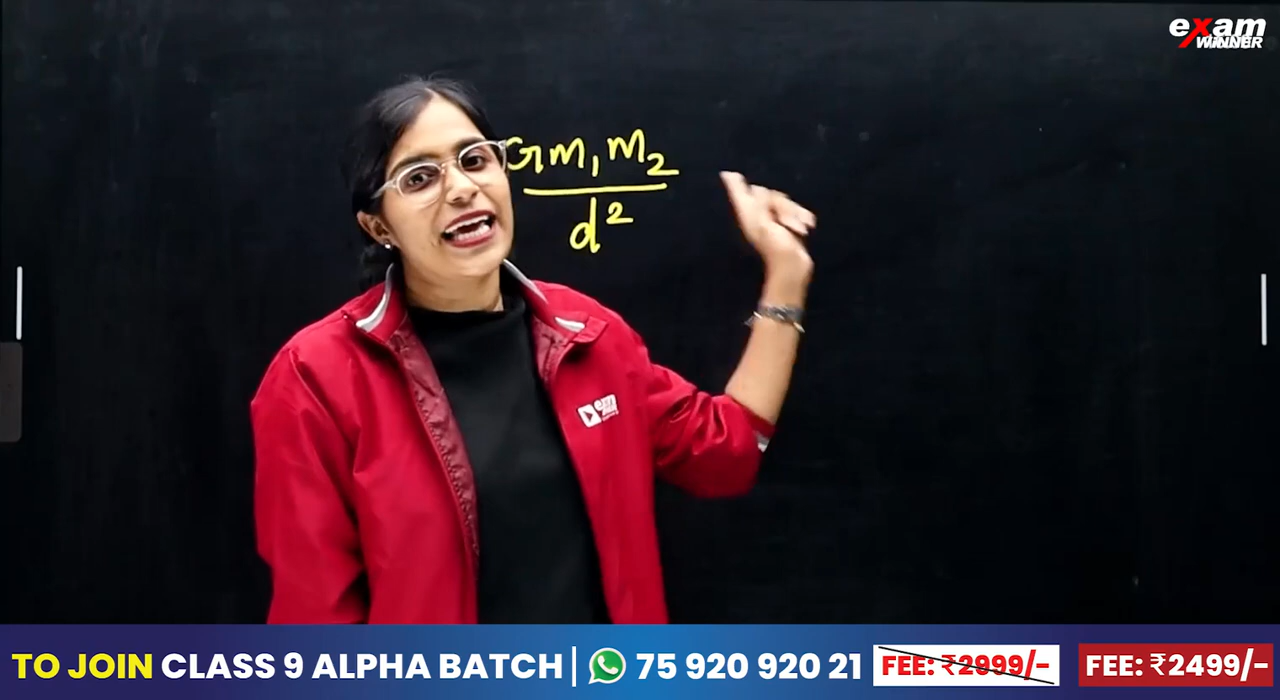 exam
WINNER
Gm₁m₂
d²
TO JOIN CLASS 9 ALPHA BATCH | 75 920 920 21 FEE: ₹2999/- FEE: ₹2499/-